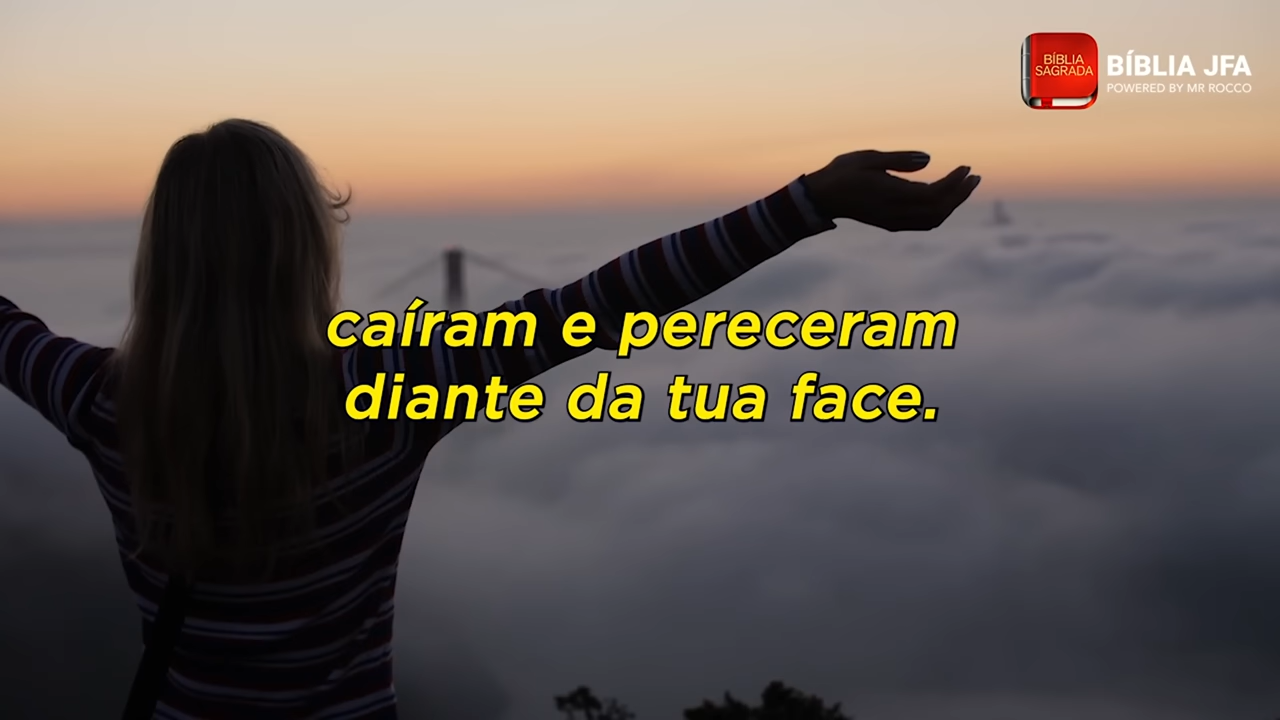 BÍBLIA
SAGRADA
BÍBLIA JFA
POWERED BY MR ROCCO
caíram e pereceram
diante da tua face.